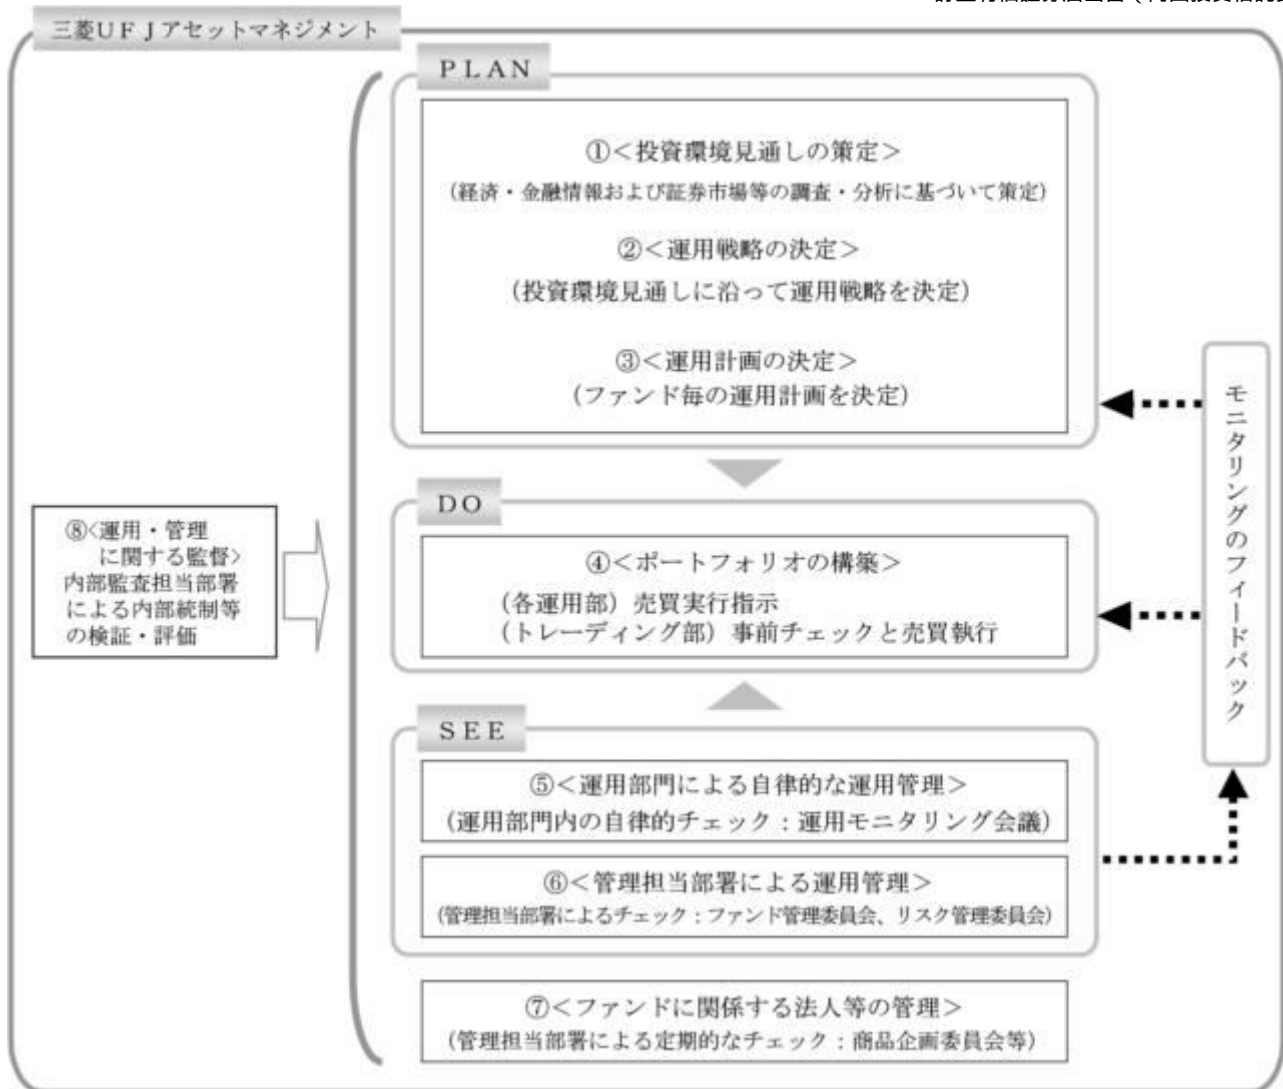 三菱ＵＦＪアセットマネジメント
ＰＬＡＮ
①＜投資環境見通しの策定＞
（経済・金融情報および証券市場等の調査・分析に基づいて策定）
②＜運用戦略の決定＞
（投資環境見通しに沿って運用戦略を決定）
③＜運用計画の決定＞
（ファンド毎の運用計画を決定）
ＤＯ
④＜ポートフォリオの構築＞
（各運用部）売買実行指示
（トレーディング部）事前チェックと売買執行
ＳＥＥ
⑤＜運用部門による自律的な運用管理＞
（運用部門内の自律的チェック：運用モニタリング会議）
⑥＜管理担当部署による運用管理＞
（管理担当部署によるチェック：ファンド管理委員会、リスク管理委員会）
⑦＜ファンドに関係する法人等の管理＞
（管理担当部署による定期的なチェック：商品企画委員会等）
⑧＜運用・管理
に関する監督＞
内部監査担当部署
による内部統制等
の検証・評価
モニタリングのフィードバック